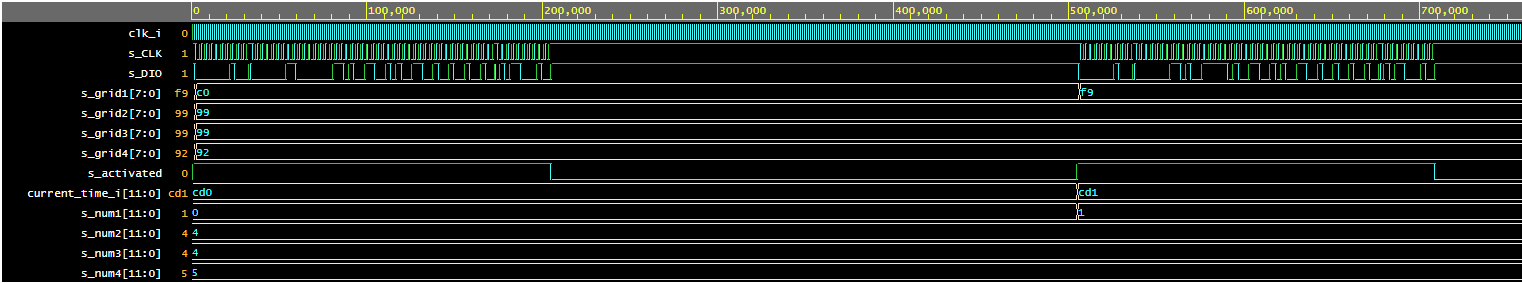 0 100,000 200,000 300,000 400,000 500,000 600,000 700,000
clk_i 0
s_CLK 1
s_DIO 1
s_grid1[7:0] f9 c0 f9
s_grid2[7:0] 99 99
s_grid3[7:0] 99 99
s_grid4[7:0] 92 92
s_activated 0
current_time_i[11:0] cd1 cd0 cd1
s_num1[11:0] 1 0 1
s_num2[11:0] 4 4
s_num3[11:0] 4 4
s_num4[11:0] 5 5